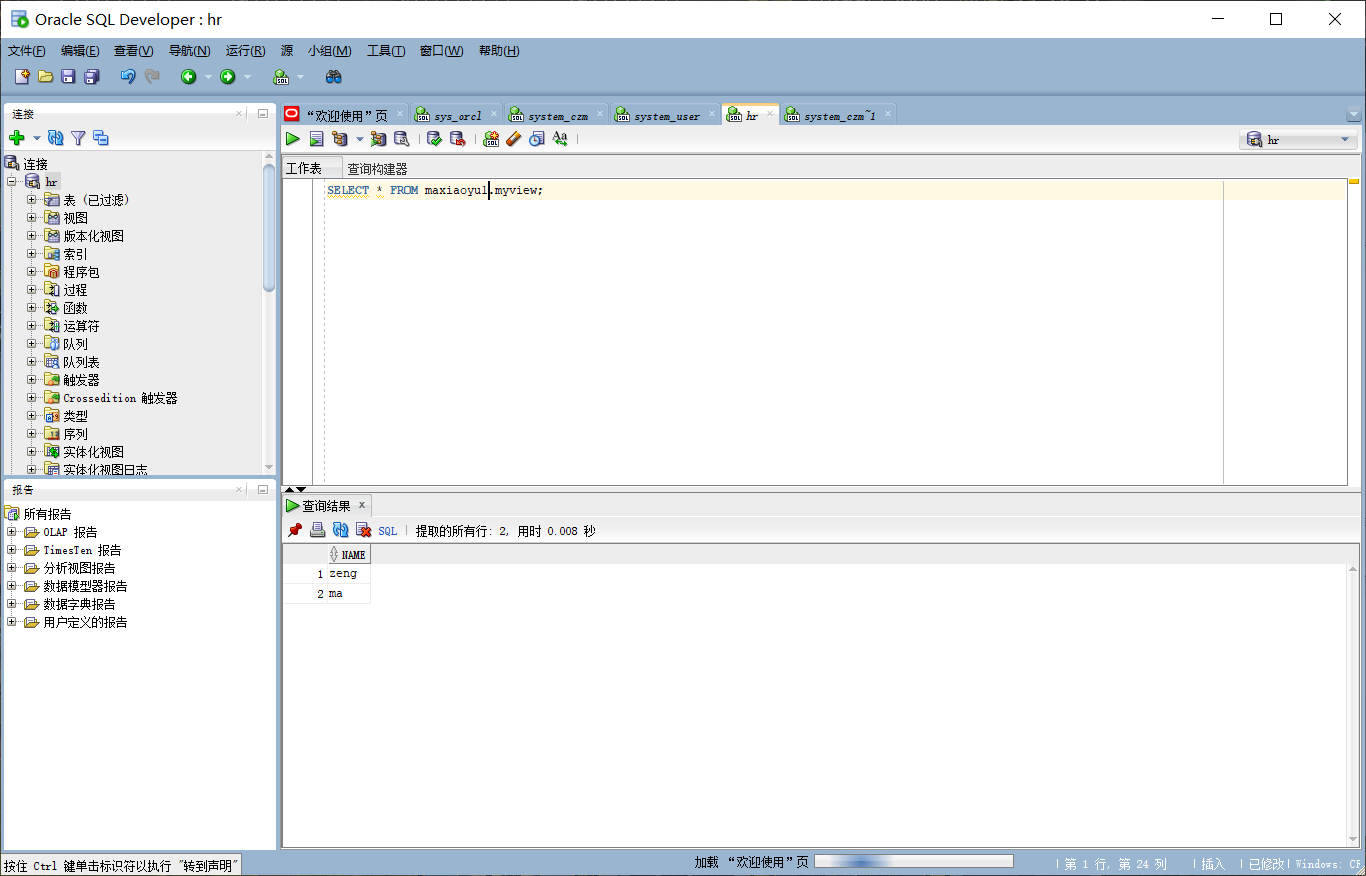 Oracle SQL Developer : hr
文件(F) 编辑(E) 查看(V) 导航(N) 运行(R) 源 小组(M) 工具(T) 窗口(W) 帮助(H)
连接
连接
hr
表 (已过滤)
视图
版本化视图
索引
程序包
过程
函数
运算符
队列
队列表
触发器
Crossedition 触发器
类型
序列
实体化视图
实体化视图日志
报告
所有报告
OLAP 报告
TimesTen 报告
分析视图报告
数据模型器报告
数据字典报告
用户定义的报告
“欢迎使用”页 sys_orcl system_czm system_user hr system_czm~1
hr
工作表 查询构建器
SELECT * FROM maxiaoyul.myview;
查询结果 x
SQL 提取的所有行: 2, 用时 0.008 秒
NAME
1 zeng
2 ma
按住 Ctrl 键单击标识符以执行 "转到声明"
加载 “欢迎使用”页
第 1 行, 第 24 列 插入 已修改 Windows: CR